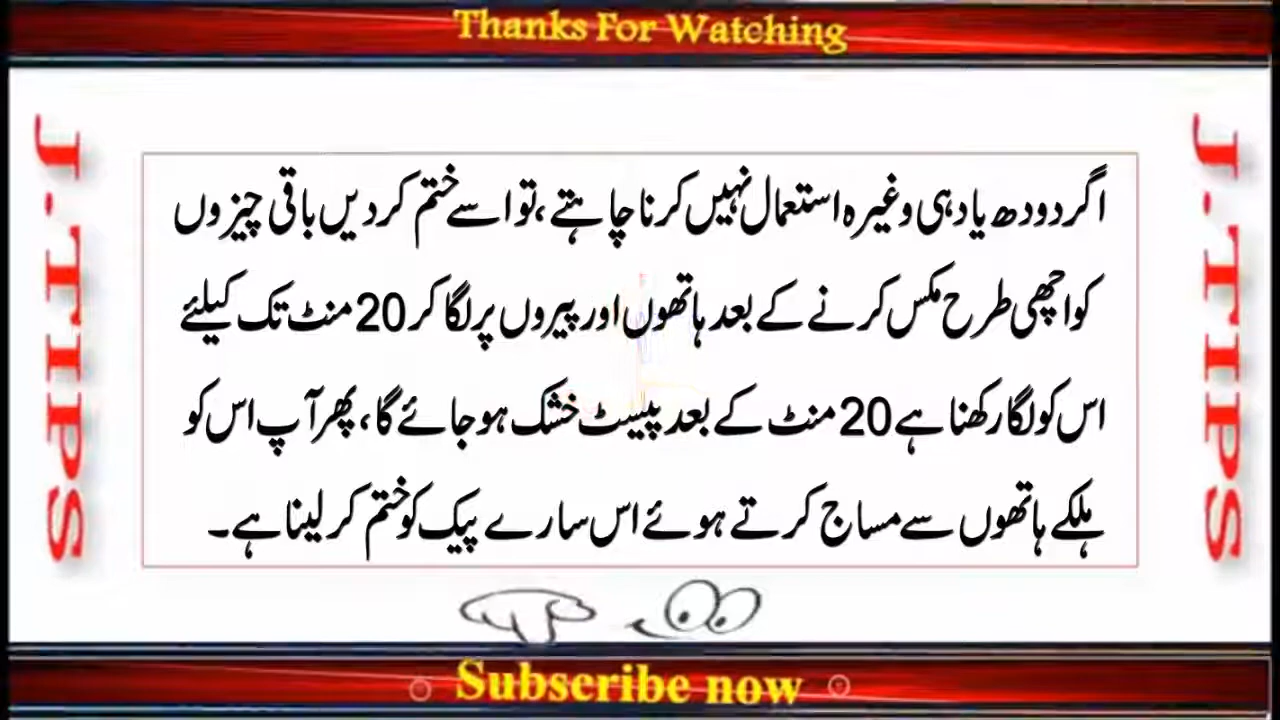 Thanks For Watching
J.TIPS
J.TIPS
اگر دودھ یا دہی وغیرہ استعمال نہیں کرنا چاہتے، تو اسے ختم کردیں باقی چیزوں
کو اچھی طرح مکس کرنے کے بعد ہاتھوں اور پیروں پر لگا کر 20 منٹ تک کیلئے
اس کو لگا رکھنا ہے 20 منٹ کے بعد پیسٹ خشک ہو جائے گا، پھر آپ اس کو
ہلکے ہاتھوں سے مساج کرتے ہوئے اس سارے پیک کو ختم کر لینا ہے۔
Subscribe now